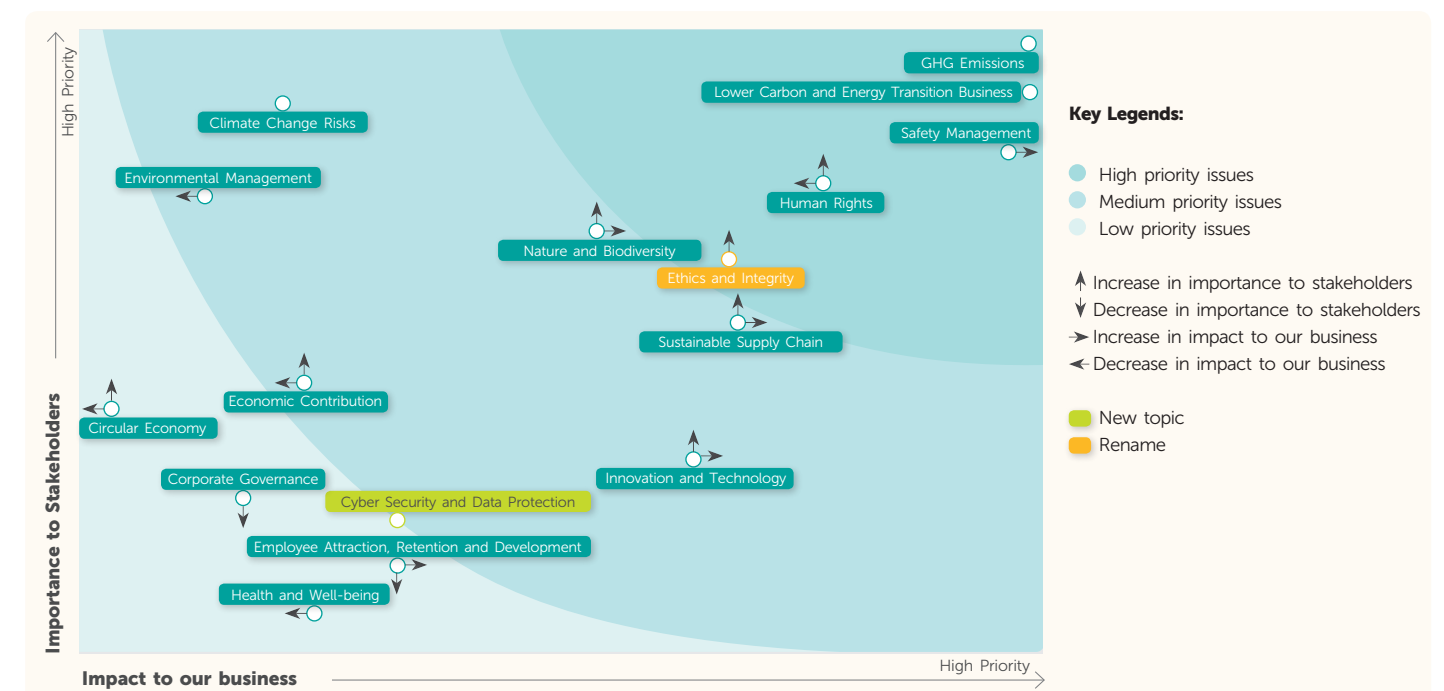 High Priority
Importance to Stakeholders
GHG Emissions
Lower Carbon and Energy Transition Business
Climate Change Risks
Safety Management
Environmental Management
Human Rights
Nature and Biodiversity
Ethics and Integrity
Sustainable Supply Chain
Economic Contribution
Circular Economy
Corporate Governance
Innovation and Technology
Cyber Security and Data Protection
Employee Attraction, Retention and Development
Health and Well-being
High Priority
Impact to our business
Key Legends:
High priority issues
Medium priority issues
Low priority issues
Increase in importance to stakeholders
Decrease in importance to stakeholders
Increase in impact to our business
Decrease in impact to our business
New topic
Rename